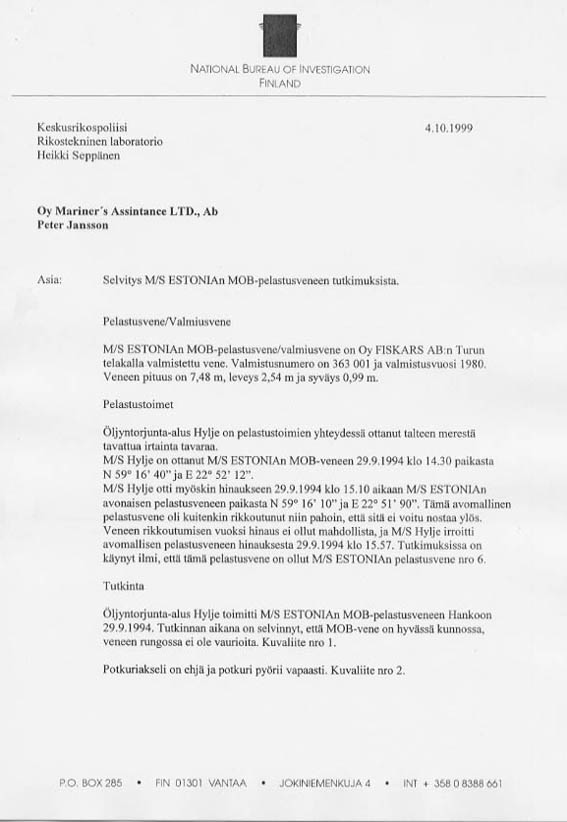 NATIONAL BUREAU OF INVESTIGATION
FINLAND
Keskusrikospoliisi 4.10.1999
Rikostekninen laboratorio
Heikki Seppänen
Oy Mariner´s Assintance LTD., Ab
Peter Jansson
Asia: Selvitys M/S ESTONIAn MOB-pelastusveneen tutkimuksista.
Pelastusvene/Valmiusvene
M/S ESTONIAn MOB-pelastusvene/valmiusvene on Oy FISKARS AB:n Turun
telakalla valmistettu vene. Valmistusnumero on 363 001 ja valmistusvuosi 1980.
Veneen pituus on 7,48 m, leveys 2,54 m ja syväys 0,99 m.
Pelastustoimet
Öljyntorjunta-alus Hylje on pelastustoimien yhteydessä ottanut talteen merestä
tavattua irtainta tavaraa.
M/S Hylje on ottanut M/S ESTONIAn MOB-veneen 29.9.1994 klo 14.30 paikasta
N 59° 16' 40” ja E 22° 52' 12”.
M/S Hylje otti myöskin hinaukseen 29.9.1994 klo 15.10 aikaan M/S ESTONIAn
avonaisen pelastusveneen paikasta N 59° 16' 10” ja E 22° 51' 90”. Tämä avomallinen
pelastusvene oli kuitenkin rikkoutunut niin pahoin, että sitä ei voitu nostaa ylös.
Veneen rikkoutumisen vuoksi hinaus ei ollut mahdollista, ja M/S Hylje irroitti
avomallisen pelastusveneen hinauksesta 29.9.1994 klo 15.57. Tutkimuksissa on
käynyt ilmi, että tämä pelastusvene on ollut M/S ESTONIAn pelastusvene nro 6.
Tutkinta
Öljyntorjunta-alus Hylje toimitti M/S ESTONIAn MOB-pelastusveneen Hankoon
29.9.1994. Tutkinnan aikana on selvinnyt, että MOB-vene on hyvässä kunnossa,
veneen rungossa ei ole vaurioita. Kuvaliite nro 1.
Potkuriakseli on ehjä ja potkuri pyörii vapaasti. Kuvaliite nro 2.
P.O. BOX 285 • FIN 01301 VANTAA • JOKINIEMENKUJA 4 • INT + 358 0 8388 661